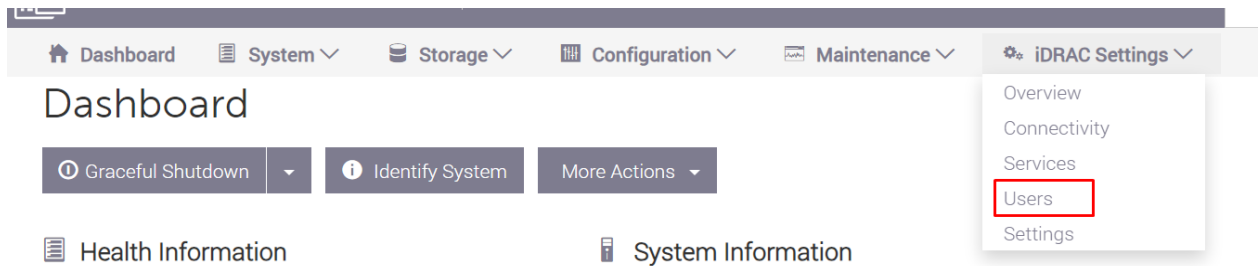 Dashboard System Storage Configuration Maintenance iDRAC Settings
Overview
Connectivity
Services
Users
Settings
Dashboard
Graceful Shutdown Identify System More Actions
Health Information System Information